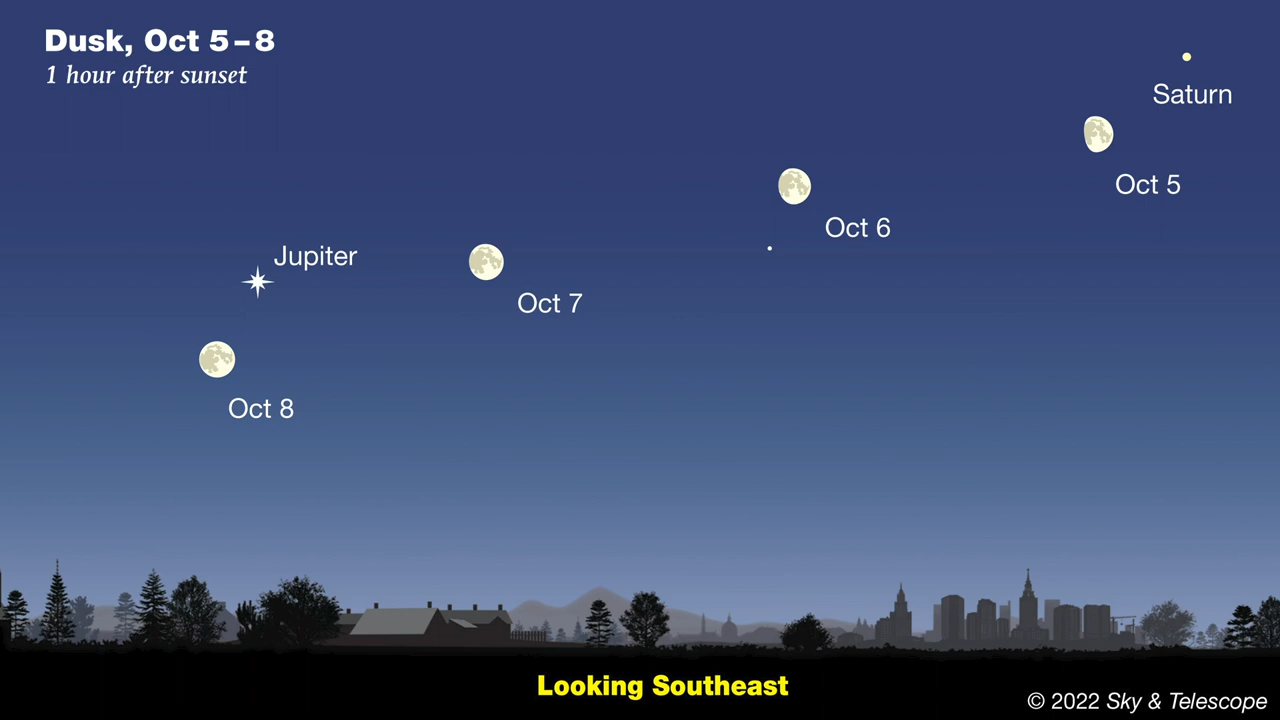 Dusk, Oct 5–8
1 hour after sunset
Saturn
Oct 5
Oct 6
Jupiter
Oct 7
Oct 8
Looking Southeast
© 2022 Sky & Telescope